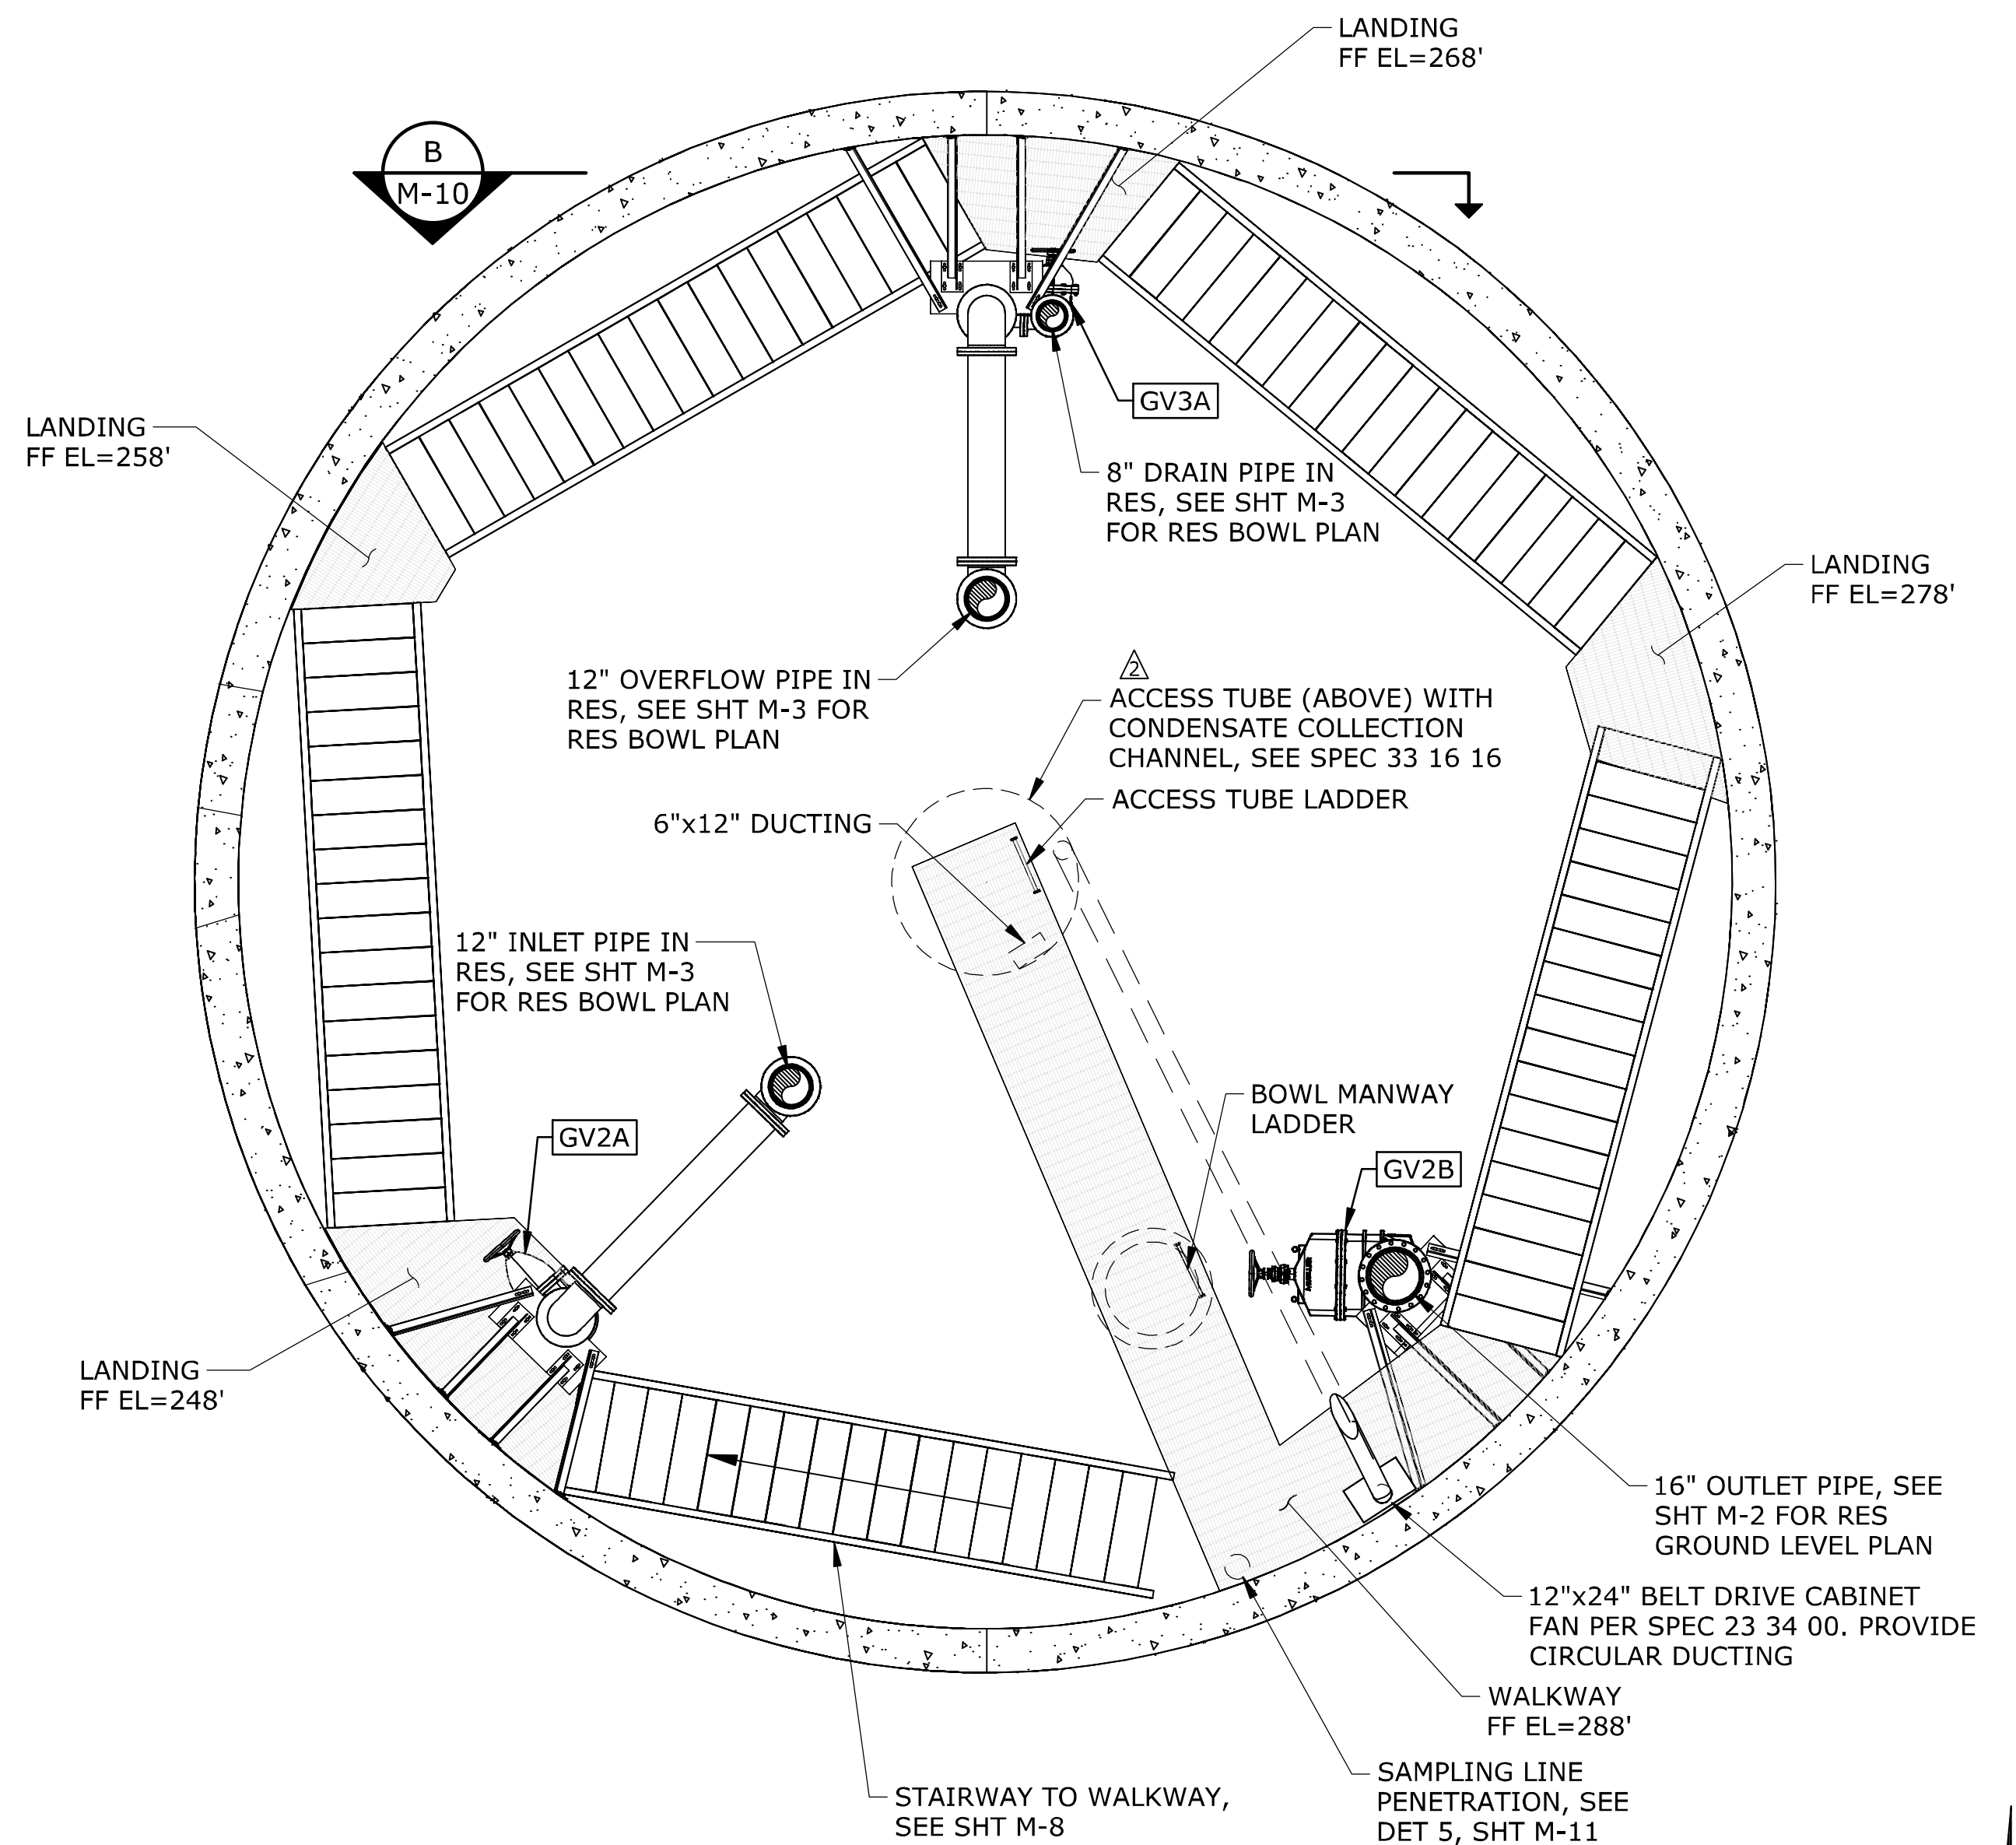 LANDING
FF EL=268'
B
M-10
GV3A
LANDING
FF EL=258'
8" DRAIN PIPE IN
RES, SEE SHT M-3
FOR RES BOWL PLAN
LANDING
FF EL=278'
12" OVERFLOW PIPE IN
RES, SEE SHT M-3 FOR
RES BOWL PLAN
2
ACCESS TUBE (ABOVE) WITH
CONDENSATE COLLECTION
CHANNEL, SEE SPEC 33 16 16
ACCESS TUBE LADDER
6"x12" DUCTING
12" INLET PIPE IN
RES, SEE SHT M-3
FOR RES BOWL PLAN
BOWL MANWAY
LADDER
GV2A
GV2B
MUELLER
LANDING
FF EL=248'
16" OUTLET PIPE, SEE
SHT M-2 FOR RES
GROUND LEVEL PLAN
12"x24" BELT DRIVE CABINET
FAN PER SPEC 23 34 00. PROVIDE
CIRCULAR DUCTING
WALKWAY
FF EL=288'
SAMPLING LINE
PENETRATION, SEE
DET 5, SHT M-11
STAIRWAY TO WALKWAY,
SEE SHT M-8